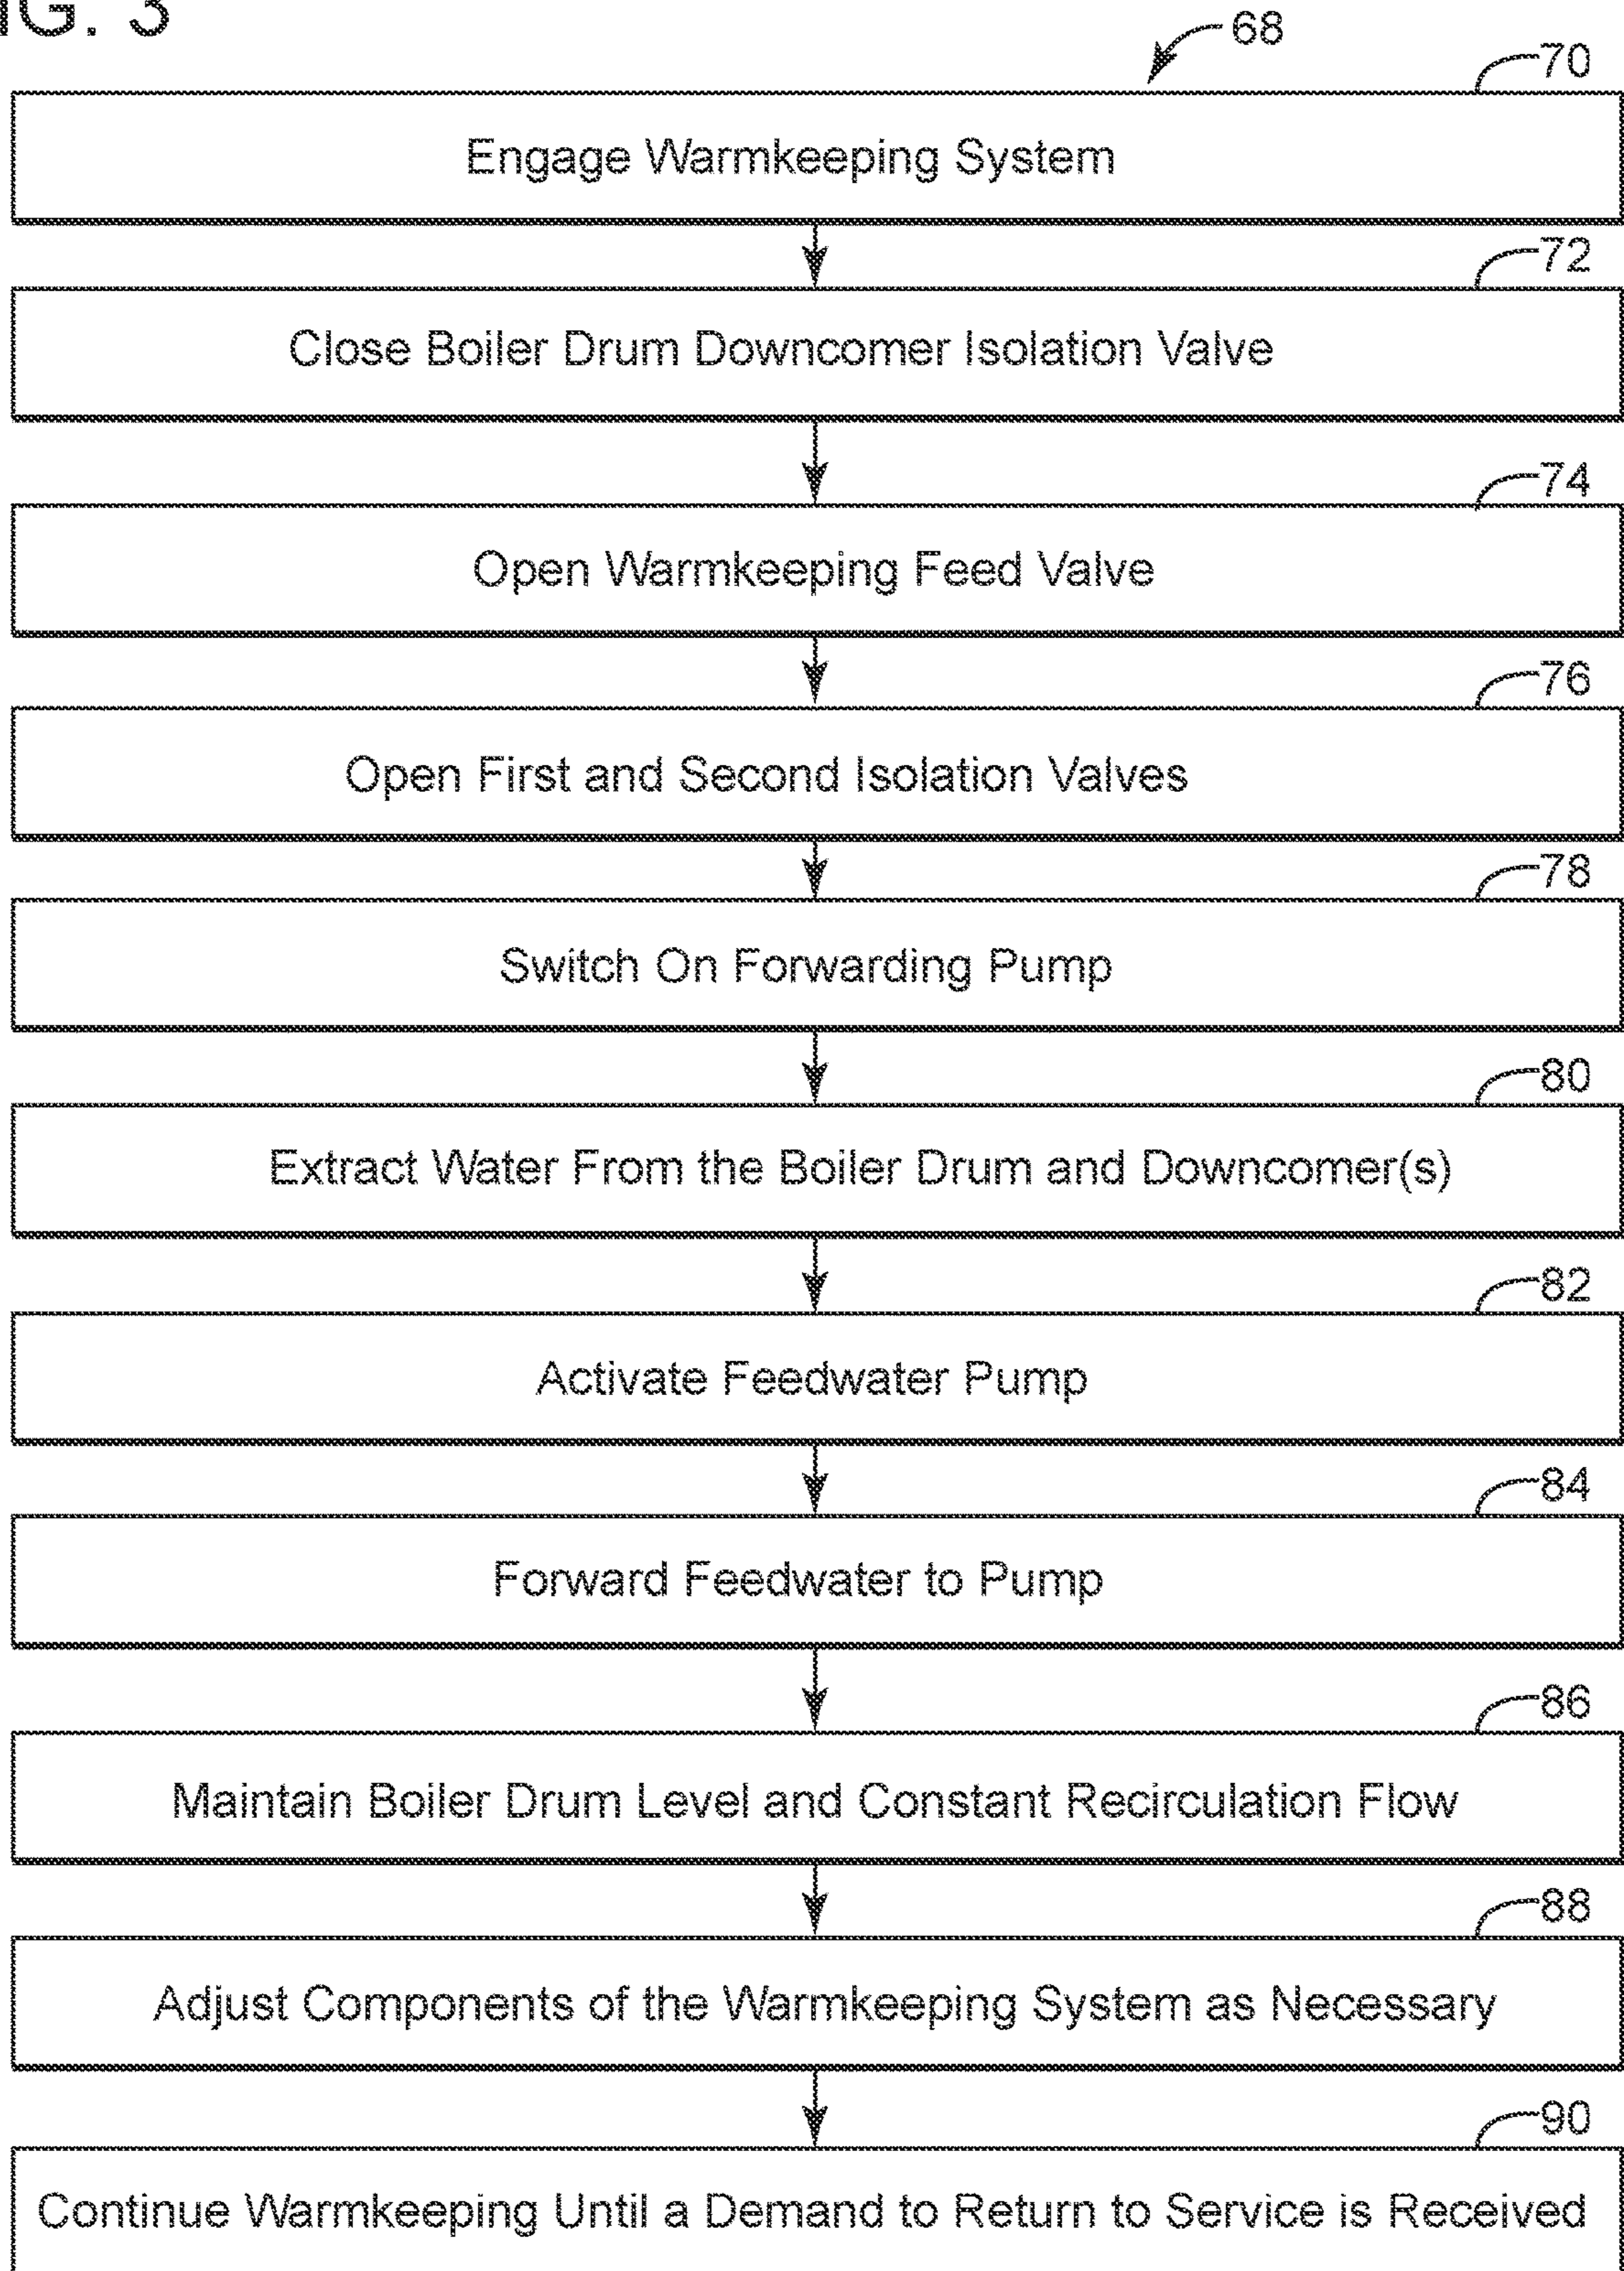 FIG. 3
68
70
Engage Warmkeeping System
72
Close Boiler Drum Downcomer Isolation Valve
74
Open Warmkeeping Feed Valve
76
Open First and Second Isolation Valves
78
Switch On Forwarding Pump
80
Extract Water From the Boiler Drum and Downcomer(s)
82
Activate Feedwater Pump
84
Forward Feedwater to Pump
86
Maintain Boiler Drum Level and Constant Recirculation Flow
88
Adjust Components of the Warmkeeping System as Necessary
90
Continue Warmkeeping Until a Demand to Return to Service is Received